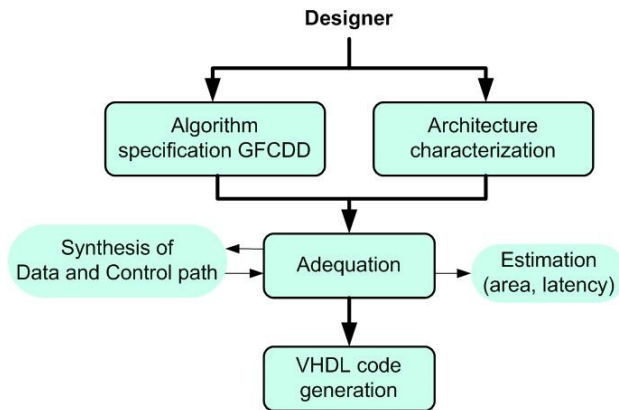 Designer
Algorithm
specification GFCDD
Architecture
characterization
Synthesis of
Data and Control path
Adequation
Estimation
(area, latency)
VHDL code
generation